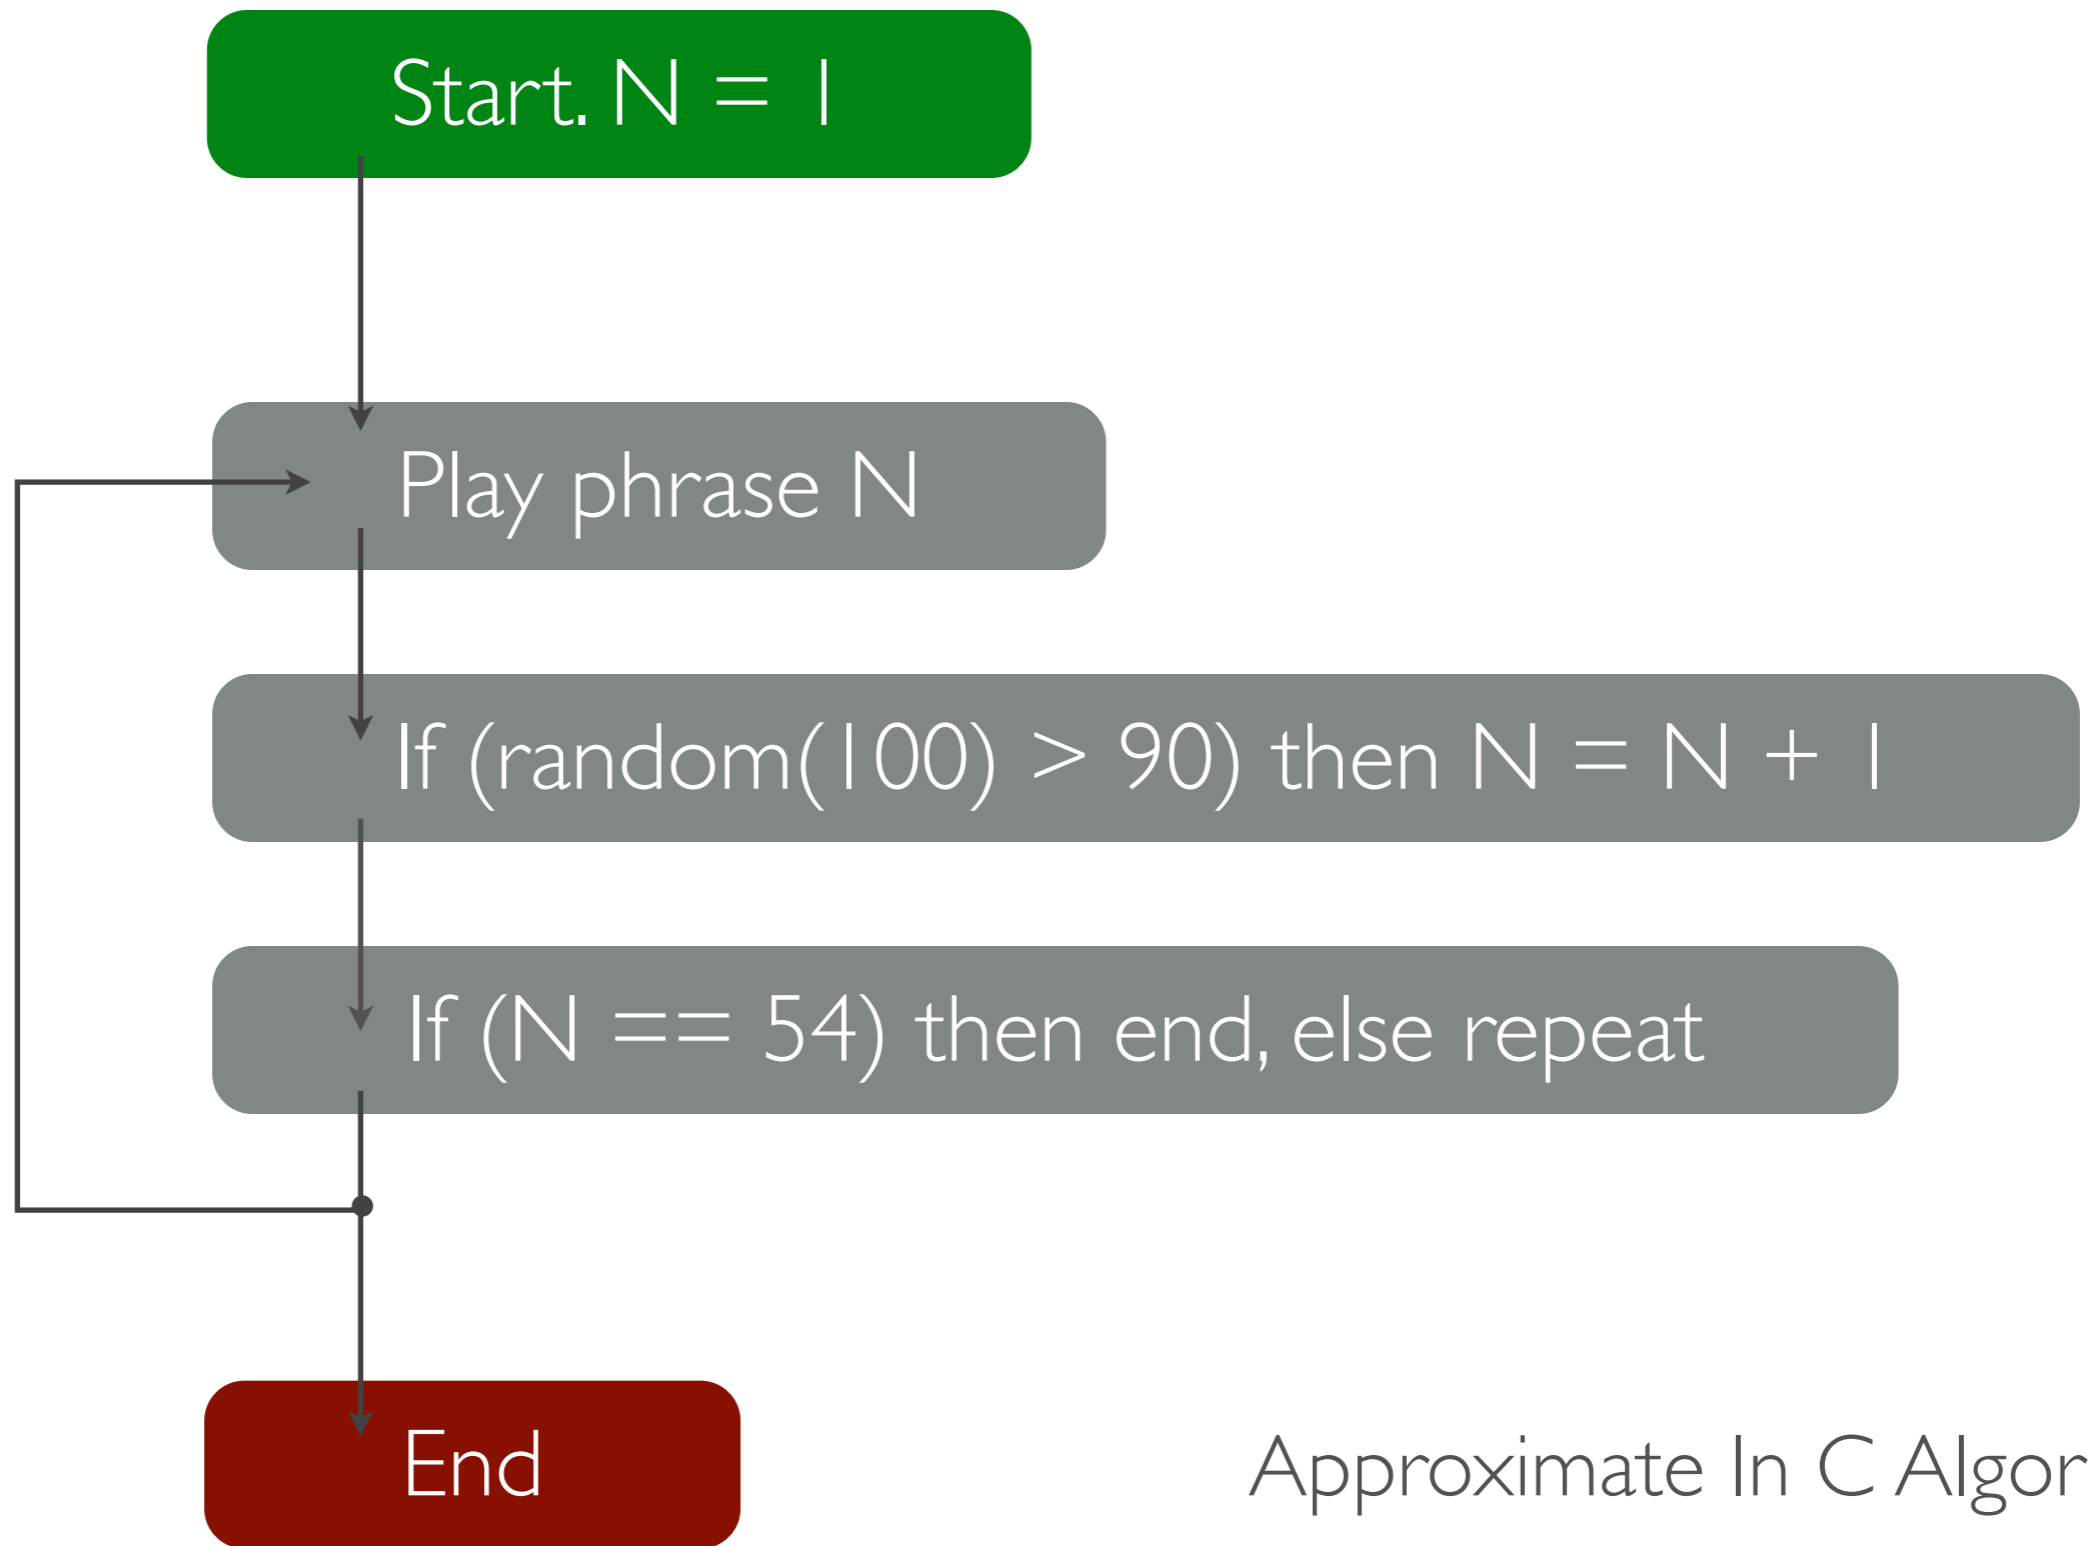 Start. N = 1
Play phrase N
If (random(100) > 90) then N = N + 1
If (N == 54) then end, else repeat
End
Approximate In C Algor